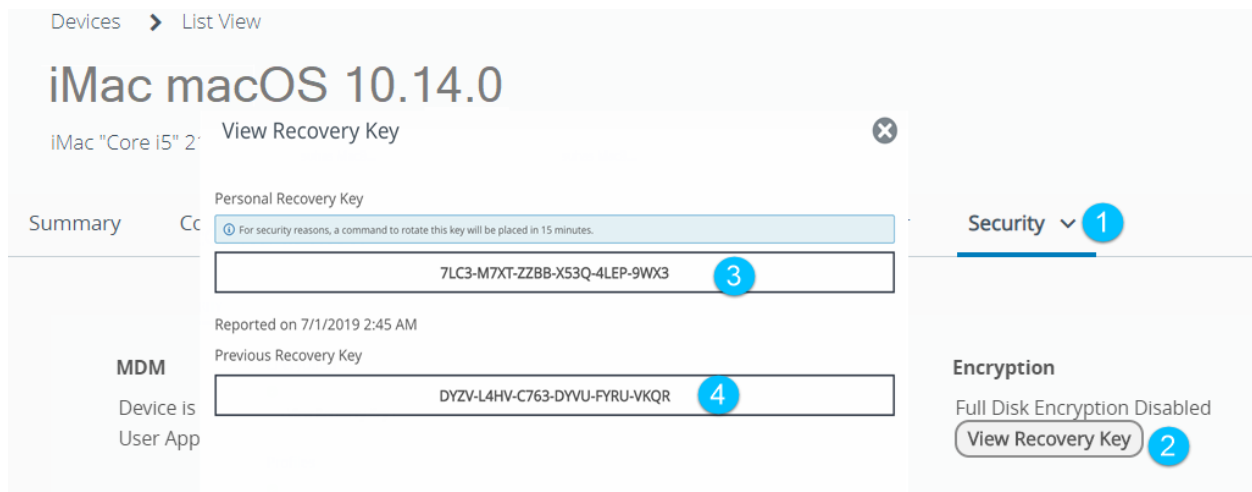 Devices > List View
iMac macOS 10.14.0
iMac "Core i5" 2
View Recovery Key
Summary
Security
1
Personal Recovery Key
For security reasons, a command to rotate this key will be placed in 15 minutes.
7LC3-M7XT-ZZBB-X53Q-4LEP-9WX3
3
Reported on 7/1/2019 2:45 AM
Previous Recovery Key
DYZV-L4HV-C763-DYVU-FYRU-VKQR
4
MDM
Device is
User App
Encryption
Full Disk Encryption Disabled
View Recovery Key
2